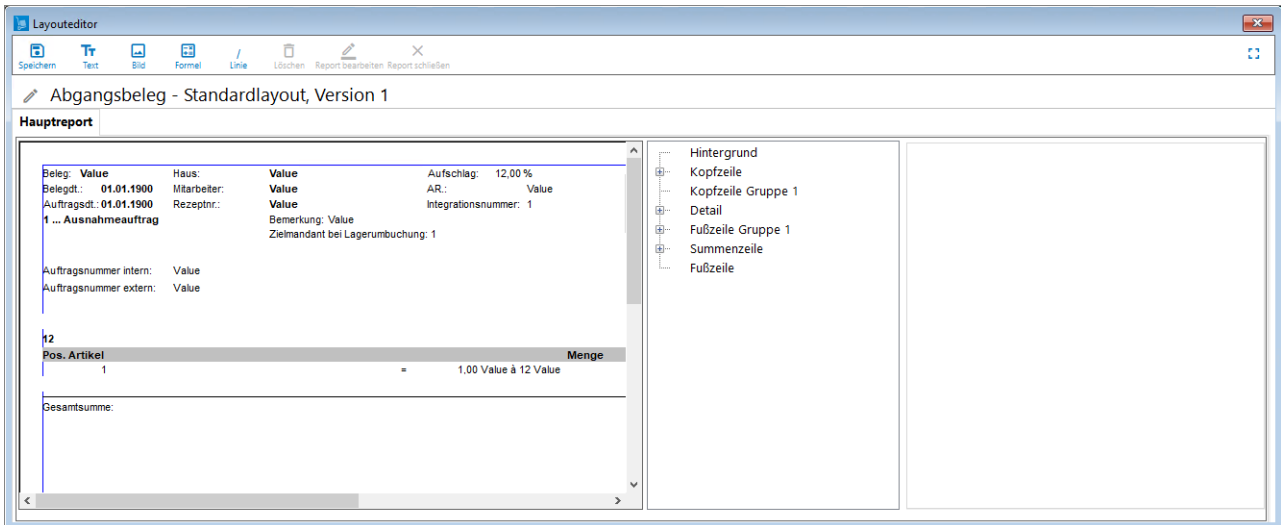 Layouteditor
Speichern Text Bild Formel Linie Löschen Report bearbeiten Report schließen
Abgangsbeleg - Standardlayout, Version 1
Hauptreport
Beleg: Value Haus: Value Aufschlag: 12,00 %
Belegdt.: 01.01.1900 Mitarbeiter: Value AR.: Value
Auftragsdt.: 01.01.1900 Rezeptnr.: Value Integrationsnummer: 1
1 ... Ausnahmeauftrag Bemerkung: Value
Zielmandant bei Lagerumbuchung: 1
Auftragsnummer intern: Value
Auftragsnummer extern: Value
12
Pos. Artikel Menge
1 = 1,00 Value à 12 Value
Gesamtsumme:
Hintergrund
Kopfzeile
Kopfzeile Gruppe 1
Detail
Fußzeile Gruppe 1
Summenzeile
Fußzeile